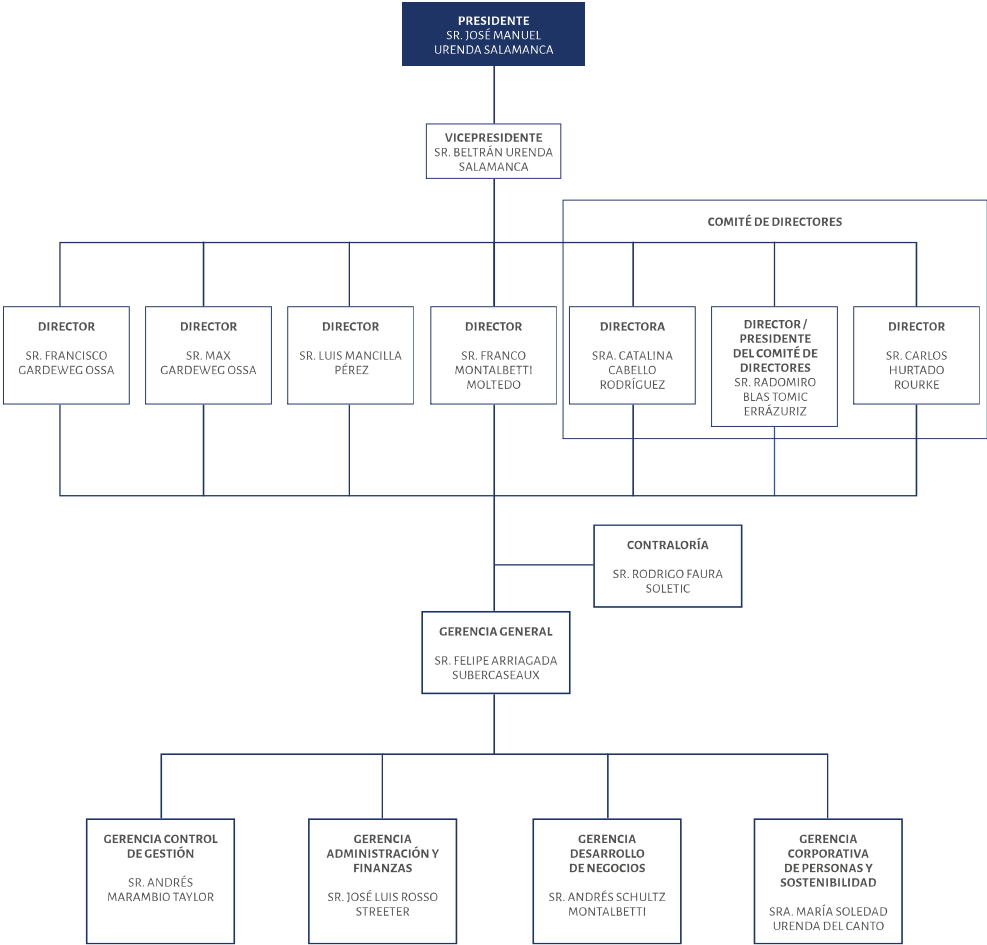 PRESIDENTE
SR. JOSÉ MANUEL
URENDA SALAMANCA
VICEPRESIDENTE
SR. BELTRÁN URENDA
SALAMANCA
COMITÉ DE DIRECTORES
DIRECTOR
SR. FRANCISCO
GARDEWEG OSSA
DIRECTOR
SR. MAX
GARDEWEG OSSA
DIRECTOR
SR. LUIS MANCILLA
PÉREZ
DIRECTOR
SR. FRANCO
MONTALBETTI
MOLTEDO
DIRECTORA
SRA. CATALINA
CABELLO
RODRÍGUEZ
DIRECTOR /
PRESIDENTE
DEL COMITÉ DE
DIRECTORES
SR. RADOMIRO
BLAS TOMIC
ERRÁZURIZ
DIRECTOR
SR. CARLOS
HURTADO
ROURKE
CONTRALORÍA
SR. RODRIGO FAURA
SOLETIC
GERENCIA GENERAL
SR. FELIPE ARRIAGADA
SUBERCASEAUX
GERENCIA CONTROL
DE GESTIÓN
SR. ANDRÉS
MARAMBIO TAYLOR
GERENCIA
ADMINISTRACIÓN Y
FINANZAS
SR. JOSÉ LUIS ROSSO
STREETER
GERENCIA
DESARROLLO
DE NEGOCIOS
SR. ANDRÉS SCHULTZ
MONTALBETTI
GERENCIA
CORPORATIVA
DE PERSONAS Y
SOSTENIBILIDAD
SRA. MARÍA SOLEDAD
URENDA DEL CANTO